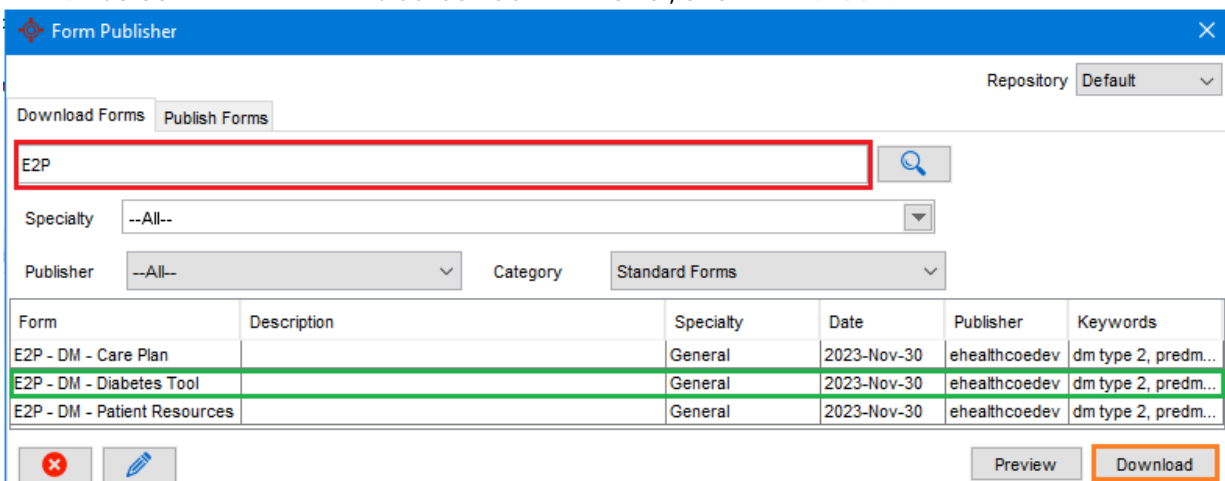 Form Publisher
Repository Default
Download Forms Publish Forms
E2P
Specialty --All--
Publisher --All-- Category Standard Forms
Form Description Specialty Date Publisher Keywords
E2P - DM - Care Plan General 2023-Nov-30 ehealthcoedev dm type 2, predm...
E2P - DM - Diabetes Tool General 2023-Nov-30 ehealthcoedev dm type 2, predm...
E2P - DM - Patient Resources General 2023-Nov-30 ehealthcoedev dm type 2, predm...
Preview Download